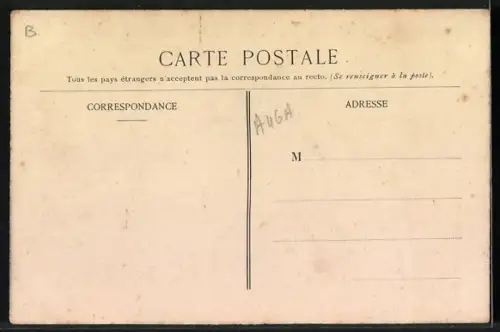 B
CARTE POSTALE
Tous les pays étrangers n'acceptent pas la correspondance au recto. (Se renseigner à la poste).
CORRESPONDANCE
ADRESSE
AUGA
M